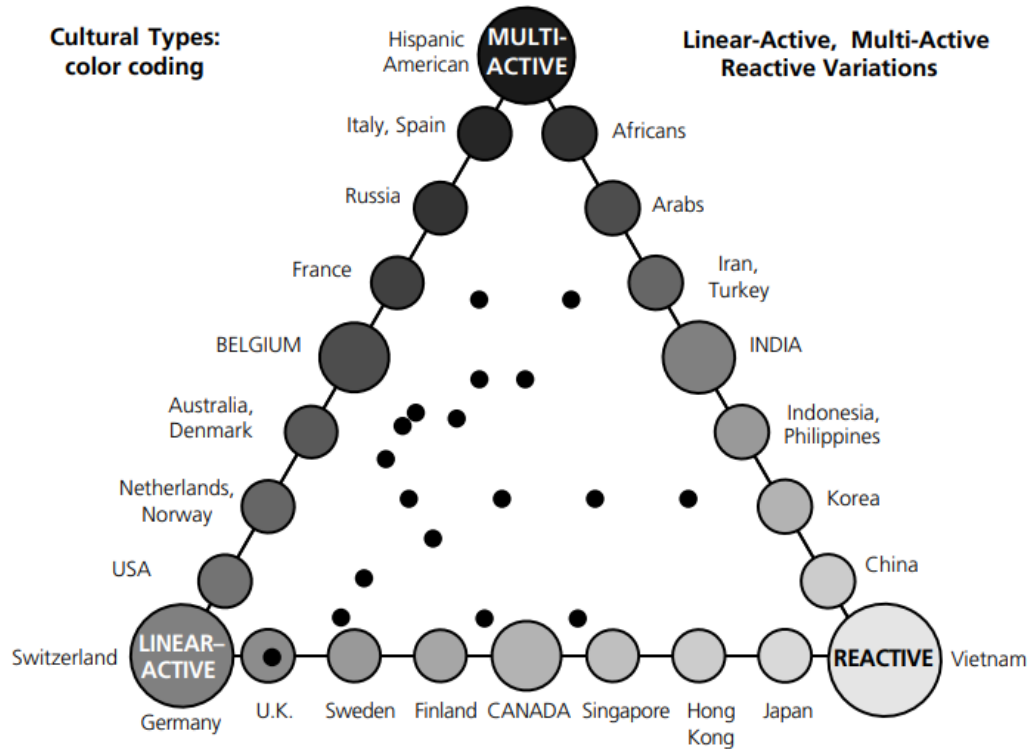 Cultural Types:
color coding
Hispanic
American
MULTI-
ACTIVE
Linear-Active, Multi-Active
Reactive Variations
Italy, Spain
Africans
Russia
Arabs
France
Iran,
Turkey
BELGIUM
INDIA
Australia,
Denmark
Indonesia,
Philippines
Netherlands,
Norway
Korea
USA
China
Switzerland
LINEAR–
ACTIVE
REACTIVE
Vietnam
Germany
U.K.
Sweden
Finland
CANADA
Singapore
Hong
Kong
Japan